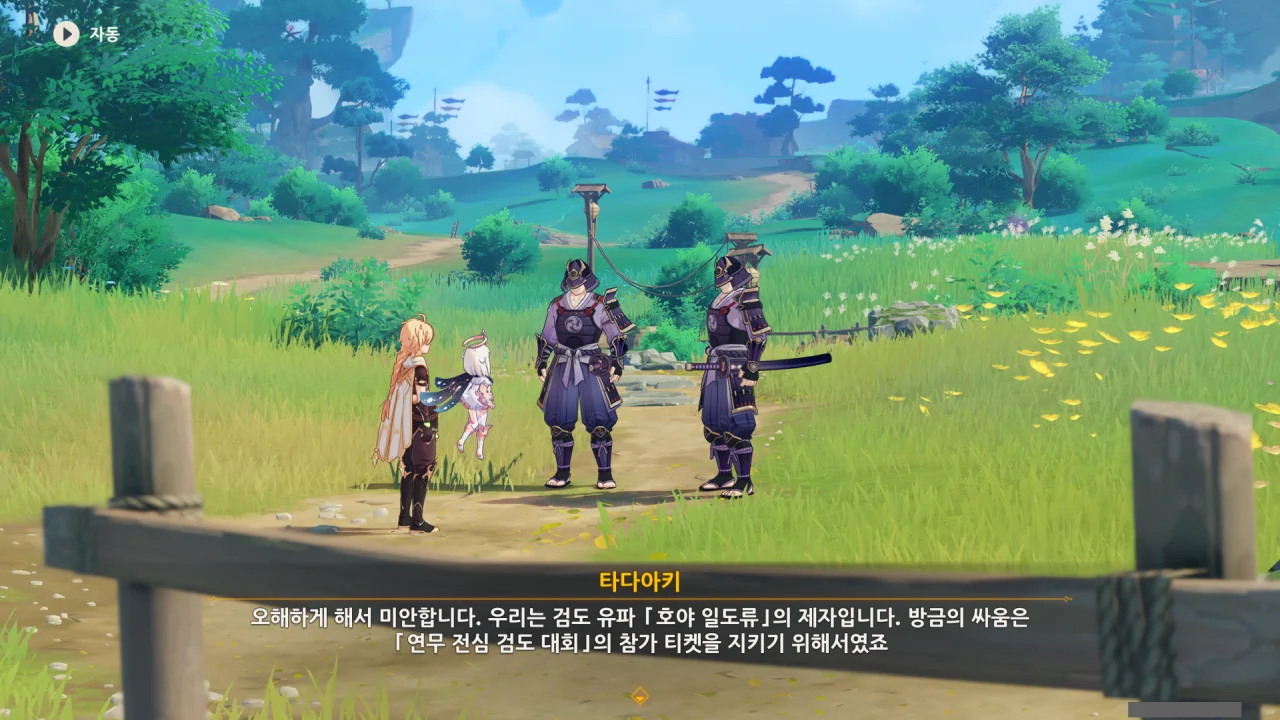 자동
타다아키
오해하게 해서 미안합니다. 우리는 검도 유파 「호야 일도류」의 제자입니다. 방금의 싸움은
「연무 전심 검도 대회」의 참가 티켓을 지키기 위해서였죠